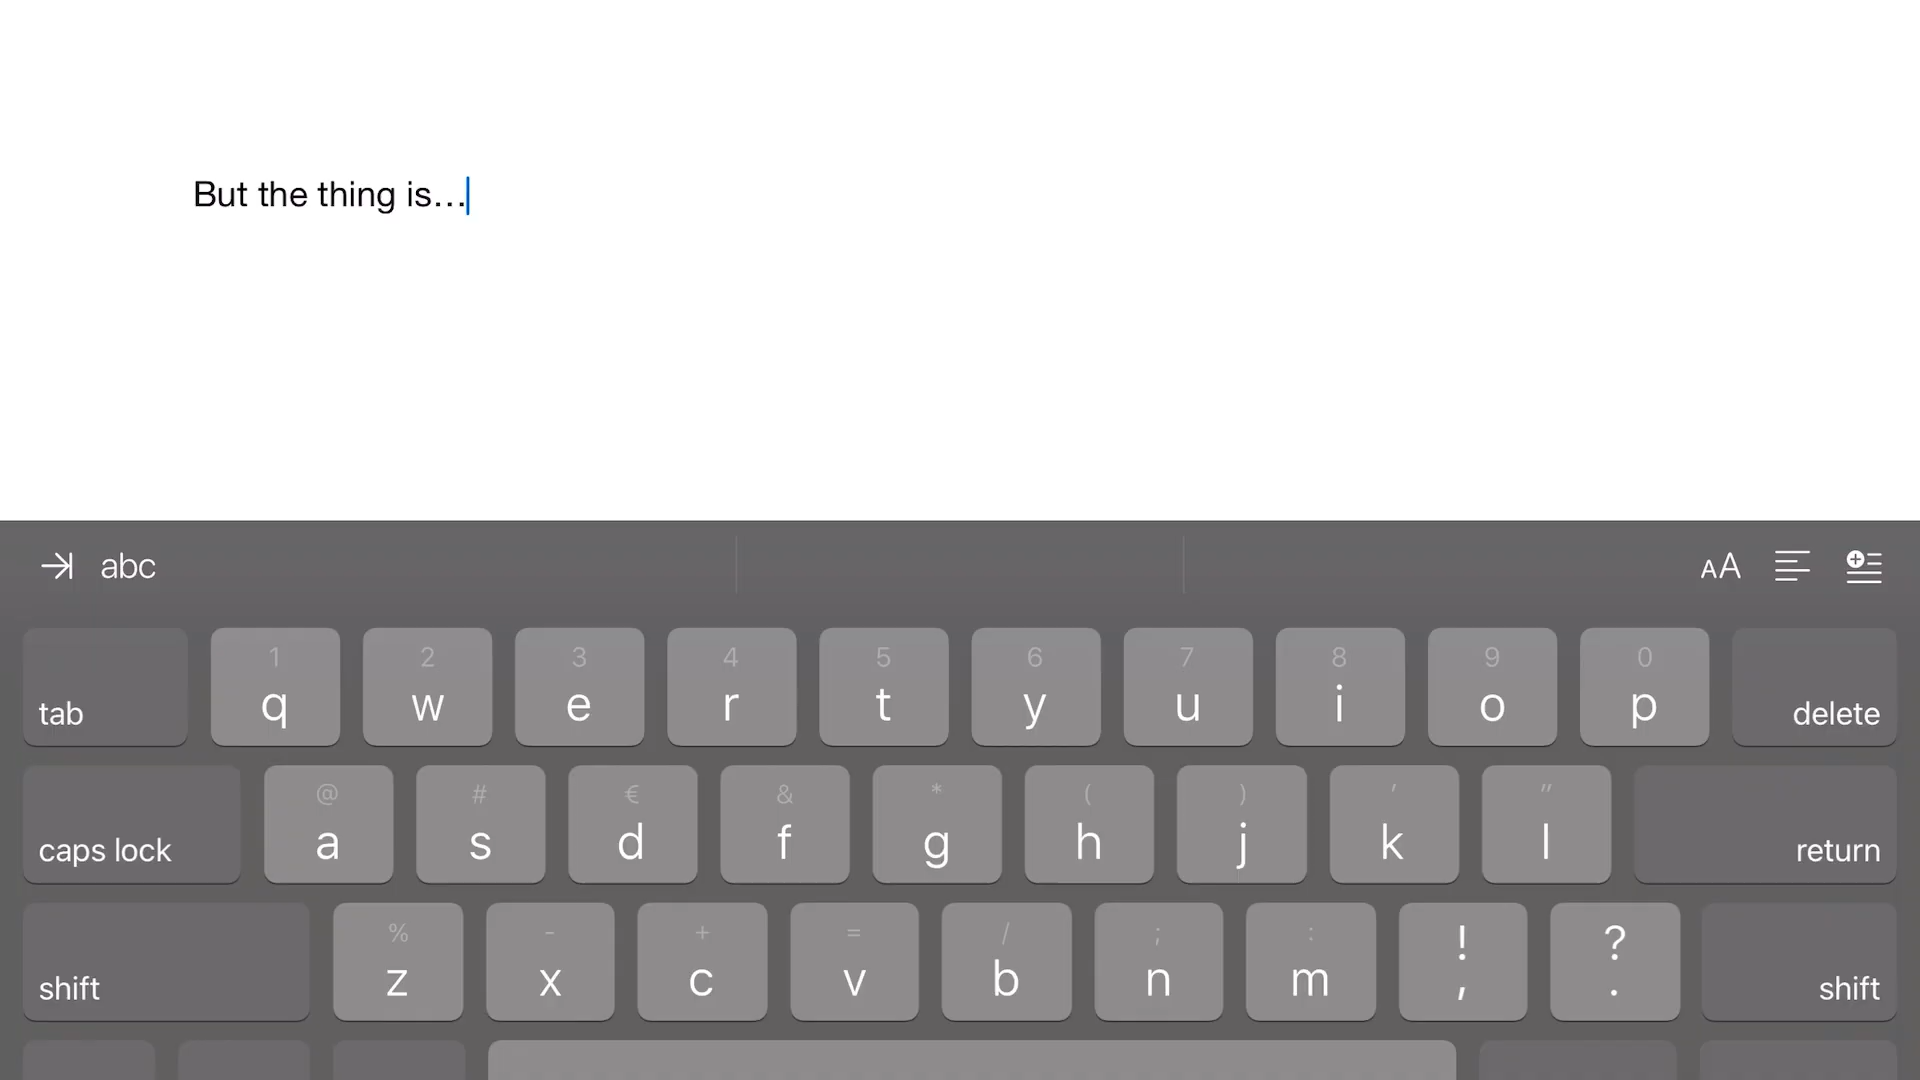 But the thing is…
abc AA
tab 1 q 2 w 3 e 4 r 5 t 6 y 7 u 8 i 9 o 0 p delete
caps lock @ a # s € d & f * g ( h ) j ' k " l return
shift % z - x + c = v / b ; n : m ! , ? . shift